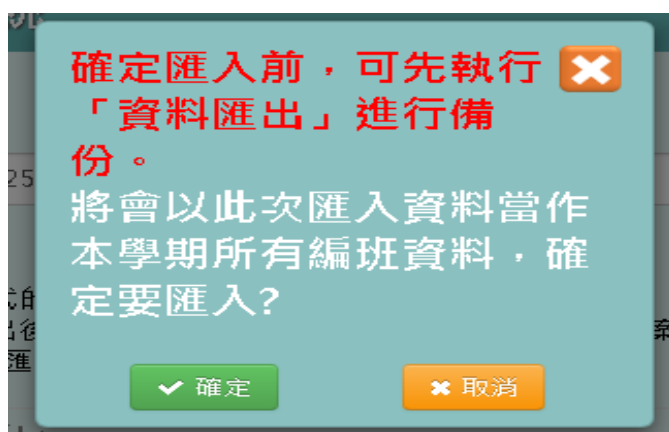 確定匯入前，可先執行
「資料匯出」進行備
份。
25
將會以此次匯入資料當作
本學期所有編班資料，確
定要匯入?
匯
確定
取消